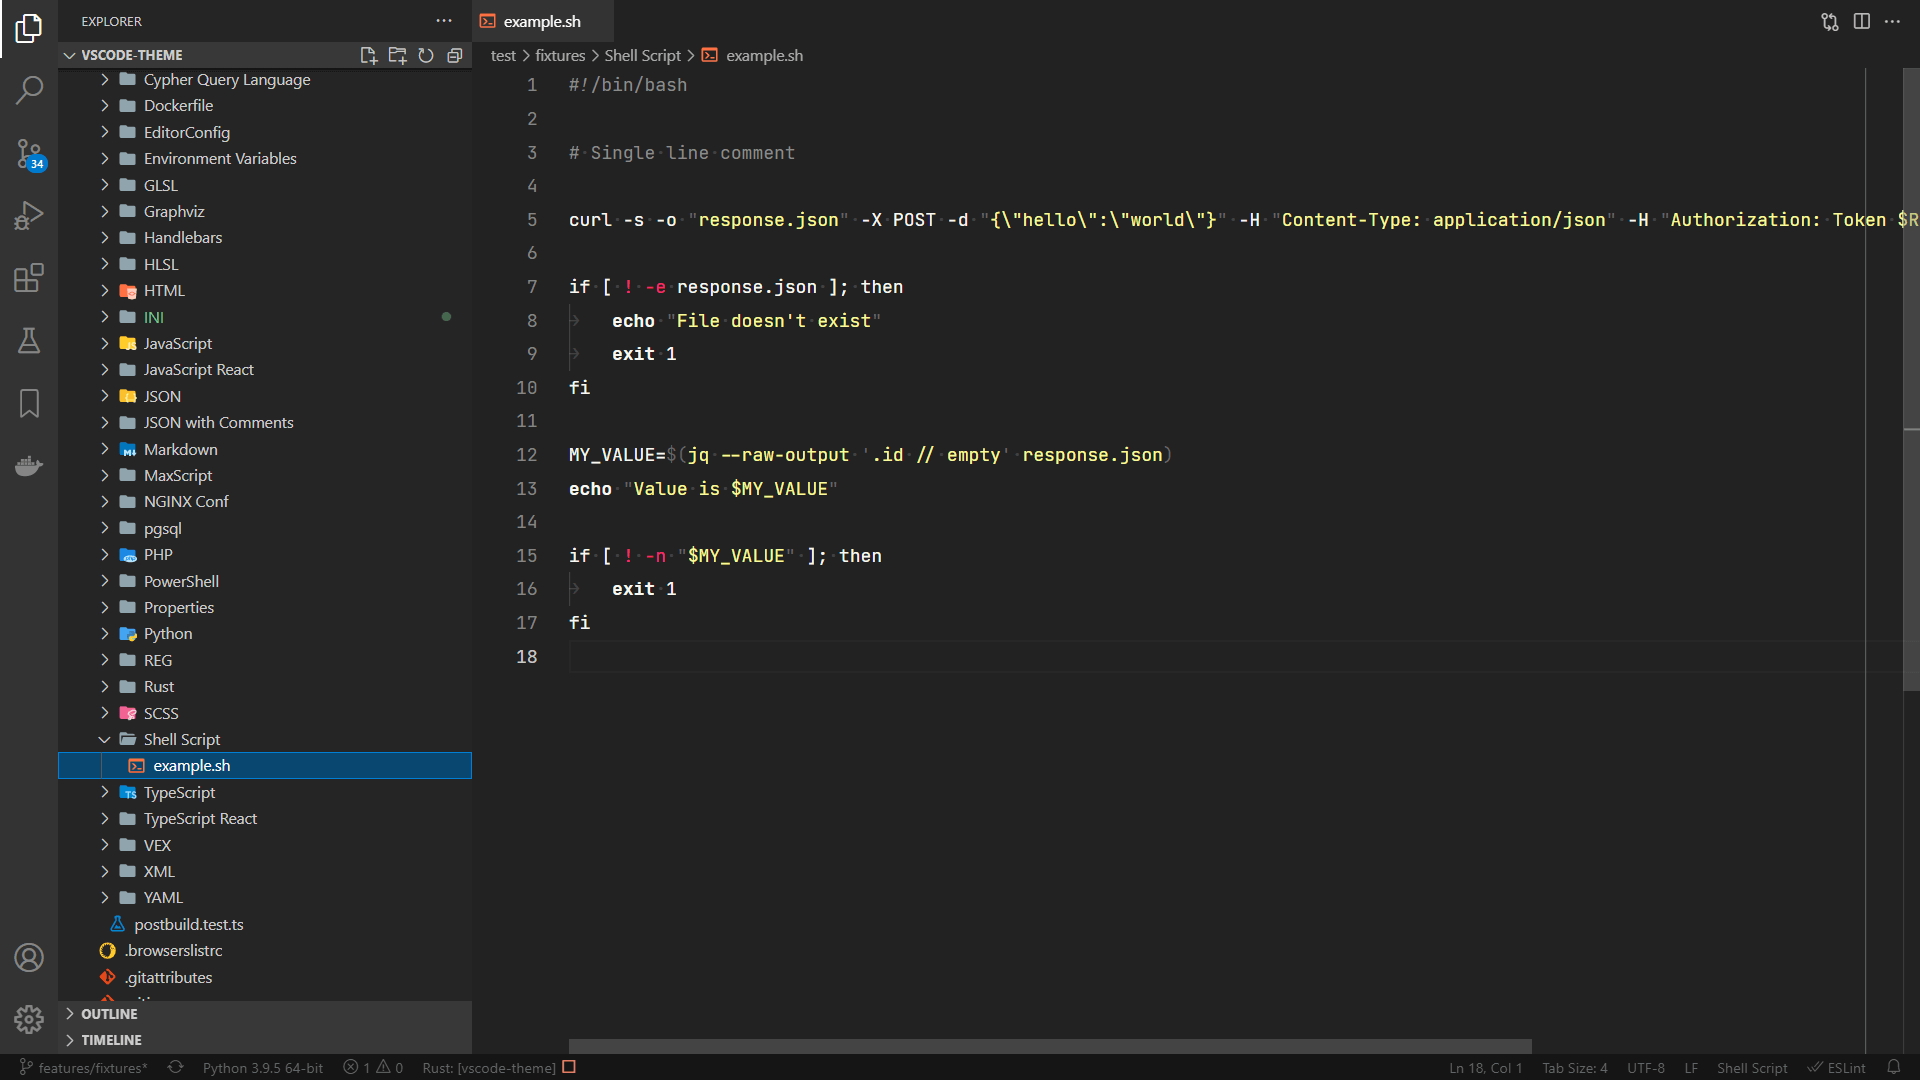 EXPLORER
example.sh
VSCODE-THEME
test > fixtures > Shell Script > example.sh
34
Cypher Query Language
Dockerfile
EditorConfig
Environment Variables
GLSL
Graphviz
Handlebars
HLSL
HTML
INI
JavaScript
JavaScript React
JSON
JSON with Comments
Markdown
MaxScript
NGINX Conf
pgsql
PHP
PowerShell
Properties
Python
REG
Rust
SCSS
Shell Script
example.sh
TypeScript
TypeScript React
VEX
XML
YAML
postbuild.test.ts
.browserslistrc
.gitattributes
OUTLINE
TIMELINE
1 #!/bin/bash
2
3 # Single line comment
4
5 curl -s -o "response.json" -X POST -d "{\"hello\":\"world\"}" -H "Content-Type: application/json" -H "Authorization: Token $R
6
7 if [ ! -e response.json ]; then
8 echo "File doesn't exist"
9 exit 1
10 fi
11
12 MY_VALUE=$(jq --raw-output '.id // empty' response.json)
13 echo "Value is $MY_VALUE"
14
15 if [ ! -n "$MY_VALUE" ]; then
16 exit 1
17 fi
18
features/fixtures* Python 3.9.5 64-bit 1 0 Rust: [vscode-theme] Ln 18, Col 1 Tab Size: 4 UTF-8 LF Shell Script ESLint